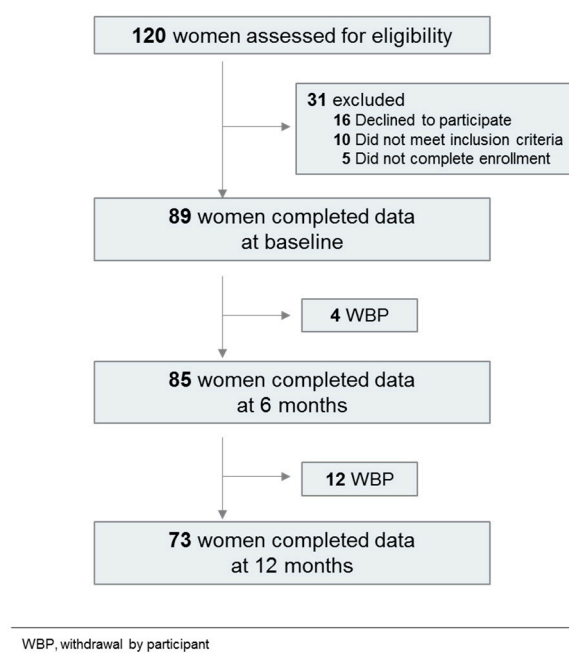 120 women assessed for eligibility
31 excluded
16 Declined to participate
10 Did not meet inclusion criteria
5 Did not complete enrollment
89 women completed data
at baseline
4 WBP
85 women completed data
at 6 months
12 WBP
73 women completed data
at 12 months
WBP, withdrawal by participant